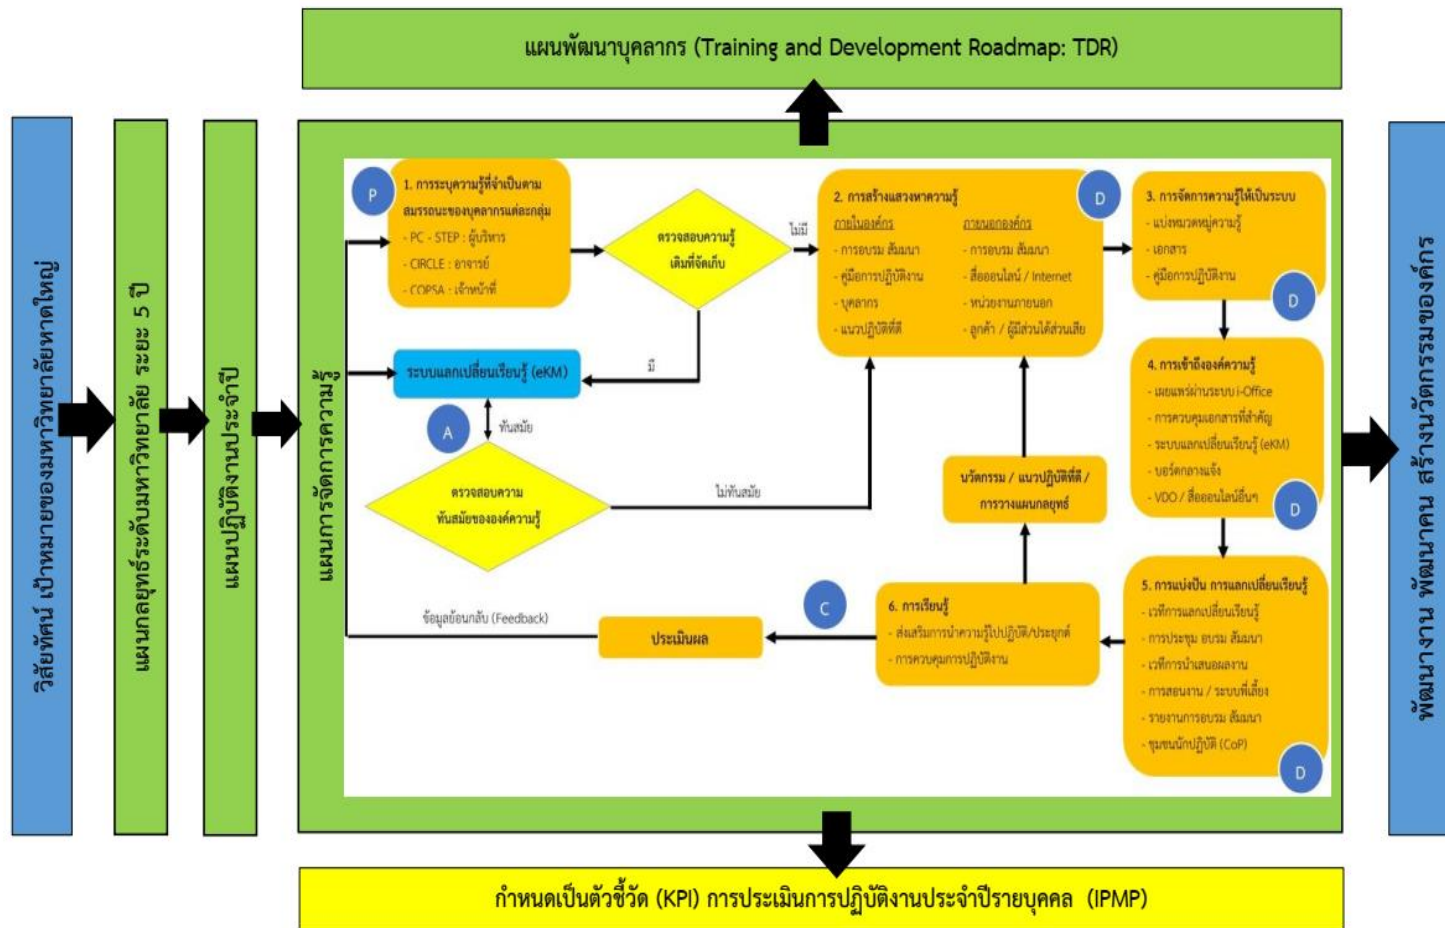 แผนพัฒนาบุคลากร (Training and Development Roadmap: TDR)
วิสัยทัศน์ เป้าหมายของมหาวิทยาลัยหาดใหญ่
แผนกลยุทธ์ระดับมหาวิทยาลัย ระยะ 5 ปี
แผนปฏิบัติงานประจำปี
แผนการจัดการความรู้
P
1. การระบุความรู้ที่จำเป็นตาม
สมรรถนะของบุคลากรแต่ละกลุ่ม
- PC - STEP : ผู้บริหาร
- CIRCLE : อาจารย์
- COPSA : เจ้าหน้าที่
ตรวจสอบความรู้
เดิมที่จัดเก็บ
ไม่มี
มี
2. การสร้างแสวงหาความรู้
D
ภายในองค์กร
- การอบรม สัมมนา
- คู่มือการปฏิบัติงาน
- บุคลากร
- แนวปฏิบัติที่ดี
ภายนอกองค์กร
- การอบรม สัมมนา
- สื่อออนไลน์ / Internet
- หน่วยงานภายนอก
- ลูกค้า / ผู้มีส่วนได้ส่วนเสีย
3. การจัดการความรู้ให้เป็นระบบ
- แบ่งหมวดหมู่ความรู้
- เอกสาร
- คู่มือการปฏิบัติงาน
D
ระบบแลกเปลี่ยนเรียนรู้ (eKM)
A
ทันสมัย
ตรวจสอบความ
ทันสมัยขององค์ความรู้
ไม่ทันสมัย
นวัตกรรม / แนวปฏิบัติที่ดี /
การวางแผนกลยุทธ์
4. การเข้าถึงองค์ความรู้
- เผยแพร่ผ่านระบบ i-Office
- การควบคุมเอกสารที่สำคัญ
- ระบบแลกเปลี่ยนเรียนรู้ (eKM)
- บอร์ดกลางแจ้ง
- VDO / สื่อออนไลน์อื่นๆ
D
5. การแบ่งปัน การแลกเปลี่ยนเรียนรู้
- เวทีการแลกเปลี่ยนเรียนรู้
- การประชุม อบรม สัมมนา
- เวทีการนำเสนอผลงาน
- การสอนงาน / ระบบพี่เลี้ยง
- รายงานการอบรม สัมมนา
- ชุมชนนักปฏิบัติ (CoP)
D
6. การเรียนรู้
- ส่งเสริมการนำความรู้ไปปฏิบัติ/ประยุกต์
- การควบคุมการปฏิบัติงาน
C
ประเมินผล
ข้อมูลย้อนกลับ (Feedback)
พัฒนางาน พัฒนาคน สร้างนวัตกรรมขององค์กร
กำหนดเป็นตัวชี้วัด (KPI) การประเมินการปฏิบัติงานประจำปีรายบุคคล (IPMP)